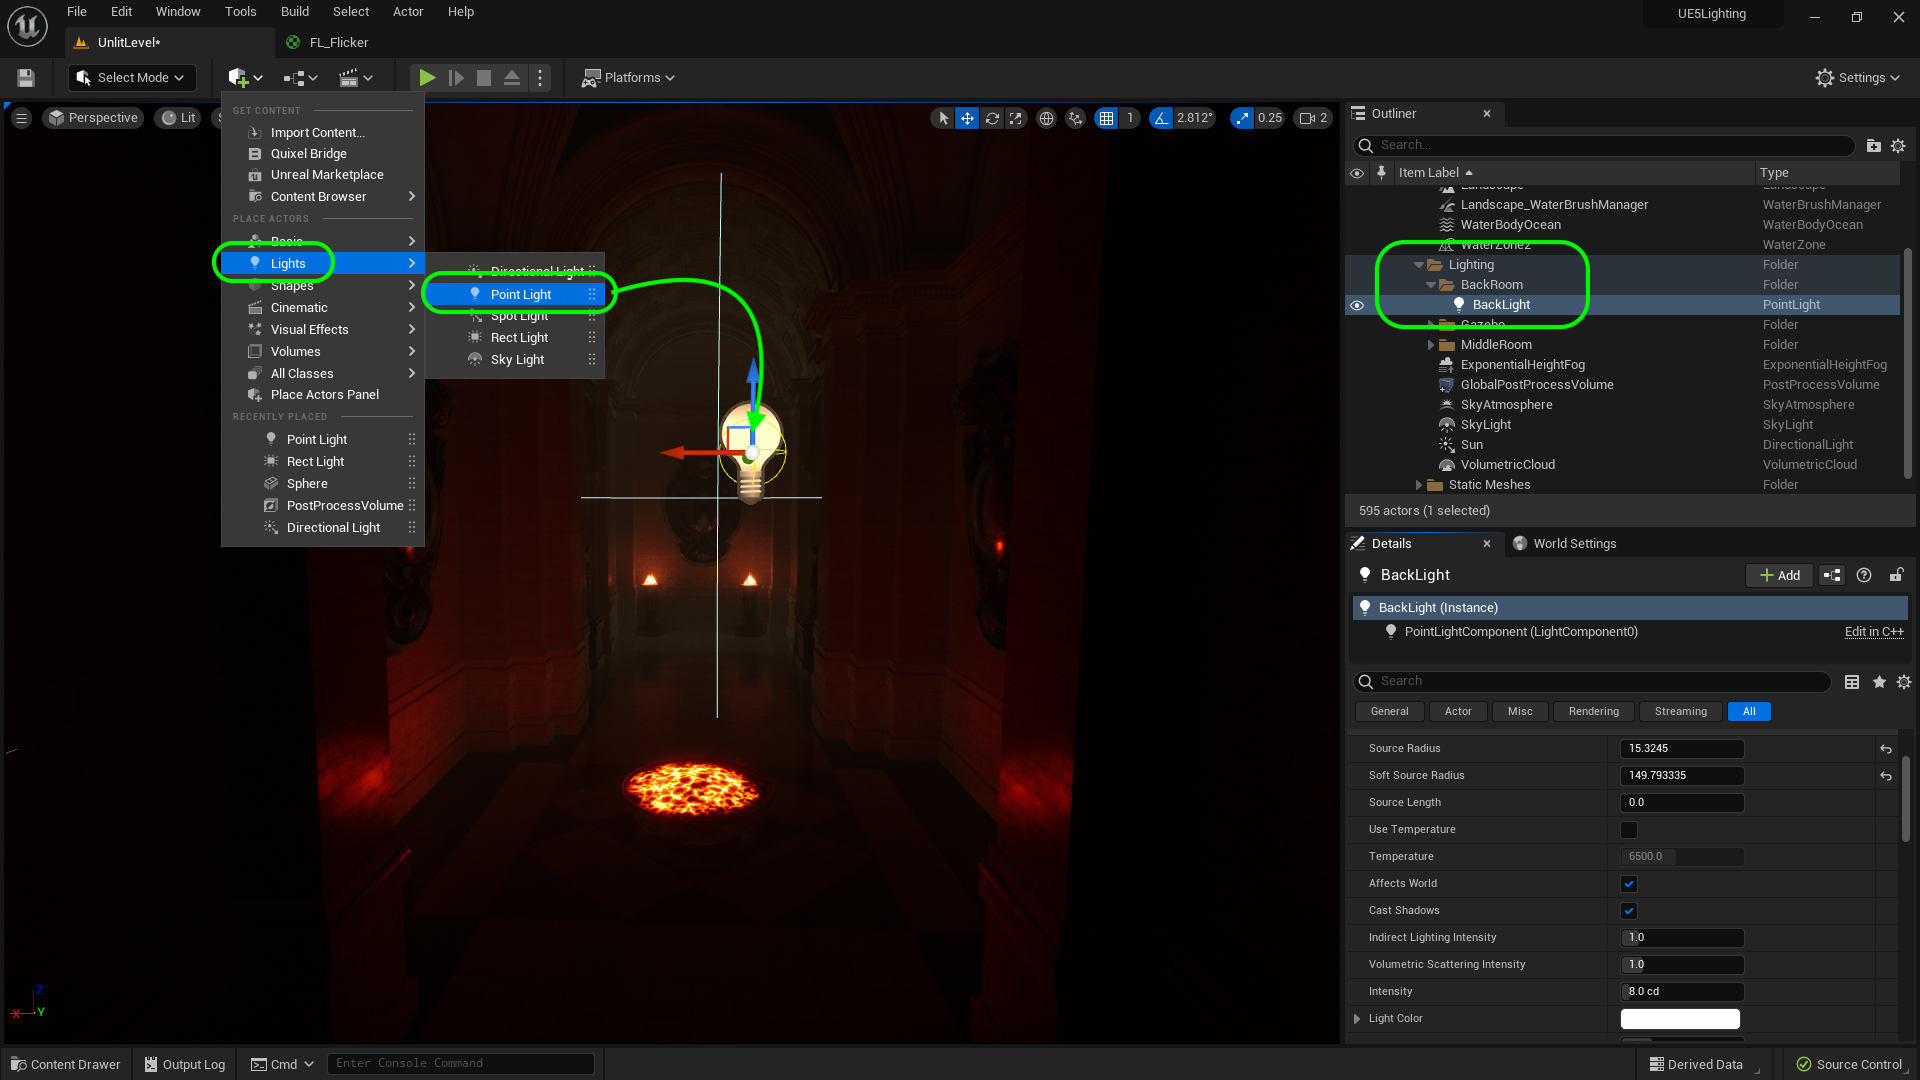 File Edit Window Tools Build Select Actor Help
UE5Lighting
UnlitLevel*
FL_Flicker
Select Mode
Platforms
Settings
GET CONTENT
Import Content...
Quixel Bridge
Unreal Marketplace
Content Browser
PLACE ACTORS
Basic
Lights
Shapes
Cinematic
Visual Effects
Volumes
All Classes
Place Actors Panel
RECENTLY PLACED
Point Light
Rect Light
Sphere
PostProcessVolume
Directional Light
Directional Light
Point Light
Spot Light
Rect Light
Sky Light
Perspective
Lit
1
2.812°
0.25
2
Outliner
Search...
Item Label Type
Landscape Landscape
Landscape_WaterBrushManager WaterBrushManager
WaterBodyOcean WaterBodyOcean
WaterZone2 WaterZone
Lighting Folder
BackRoom Folder
BackLight PointLight
Gazebo Folder
MiddleRoom Folder
ExponentialHeightFog ExponentialHeightFog
GlobalPostProcessVolume PostProcessVolume
SkyAtmosphere SkyAtmosphere
SkyLight SkyLight
Sun DirectionalLight
VolumetricCloud VolumetricCloud
Static Meshes Folder
595 actors (1 selected)
Details
World Settings
BackLight
Add
BackLight (Instance)
PointLightComponent (LightComponent0) Edit in C++
Search
General Actor Misc Rendering Streaming All
Source Radius 15.3245
Soft Source Radius 149.793335
Source Length 0.0
Use Temperature
Temperature 6500.0
Affects World
Cast Shadows
Indirect Lighting Intensity 1.0
Volumetric Scattering Intensity 1.0
Intensity 8.0 cd
Light Color
Z
X
Y
Content Drawer
Output Log
Cmd
Enter Console Command
Derived Data
Source Control